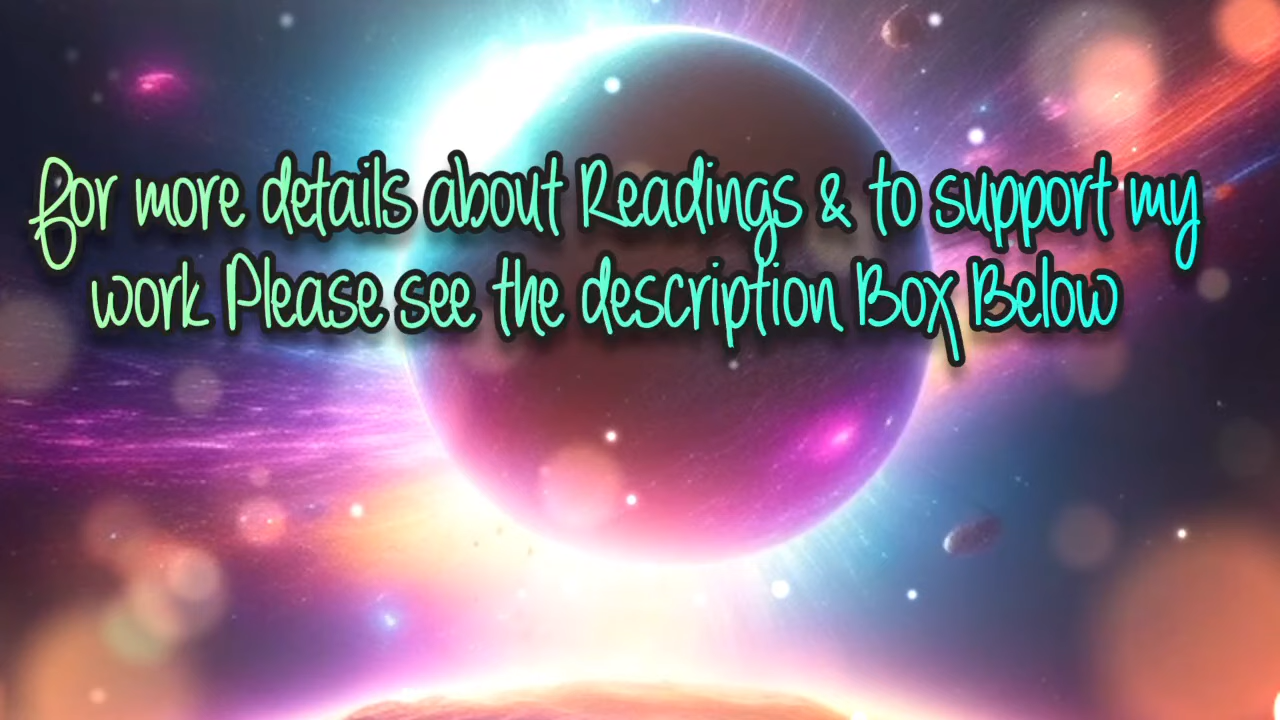 for more details about Readings & to support my
work Please see the description Box Below